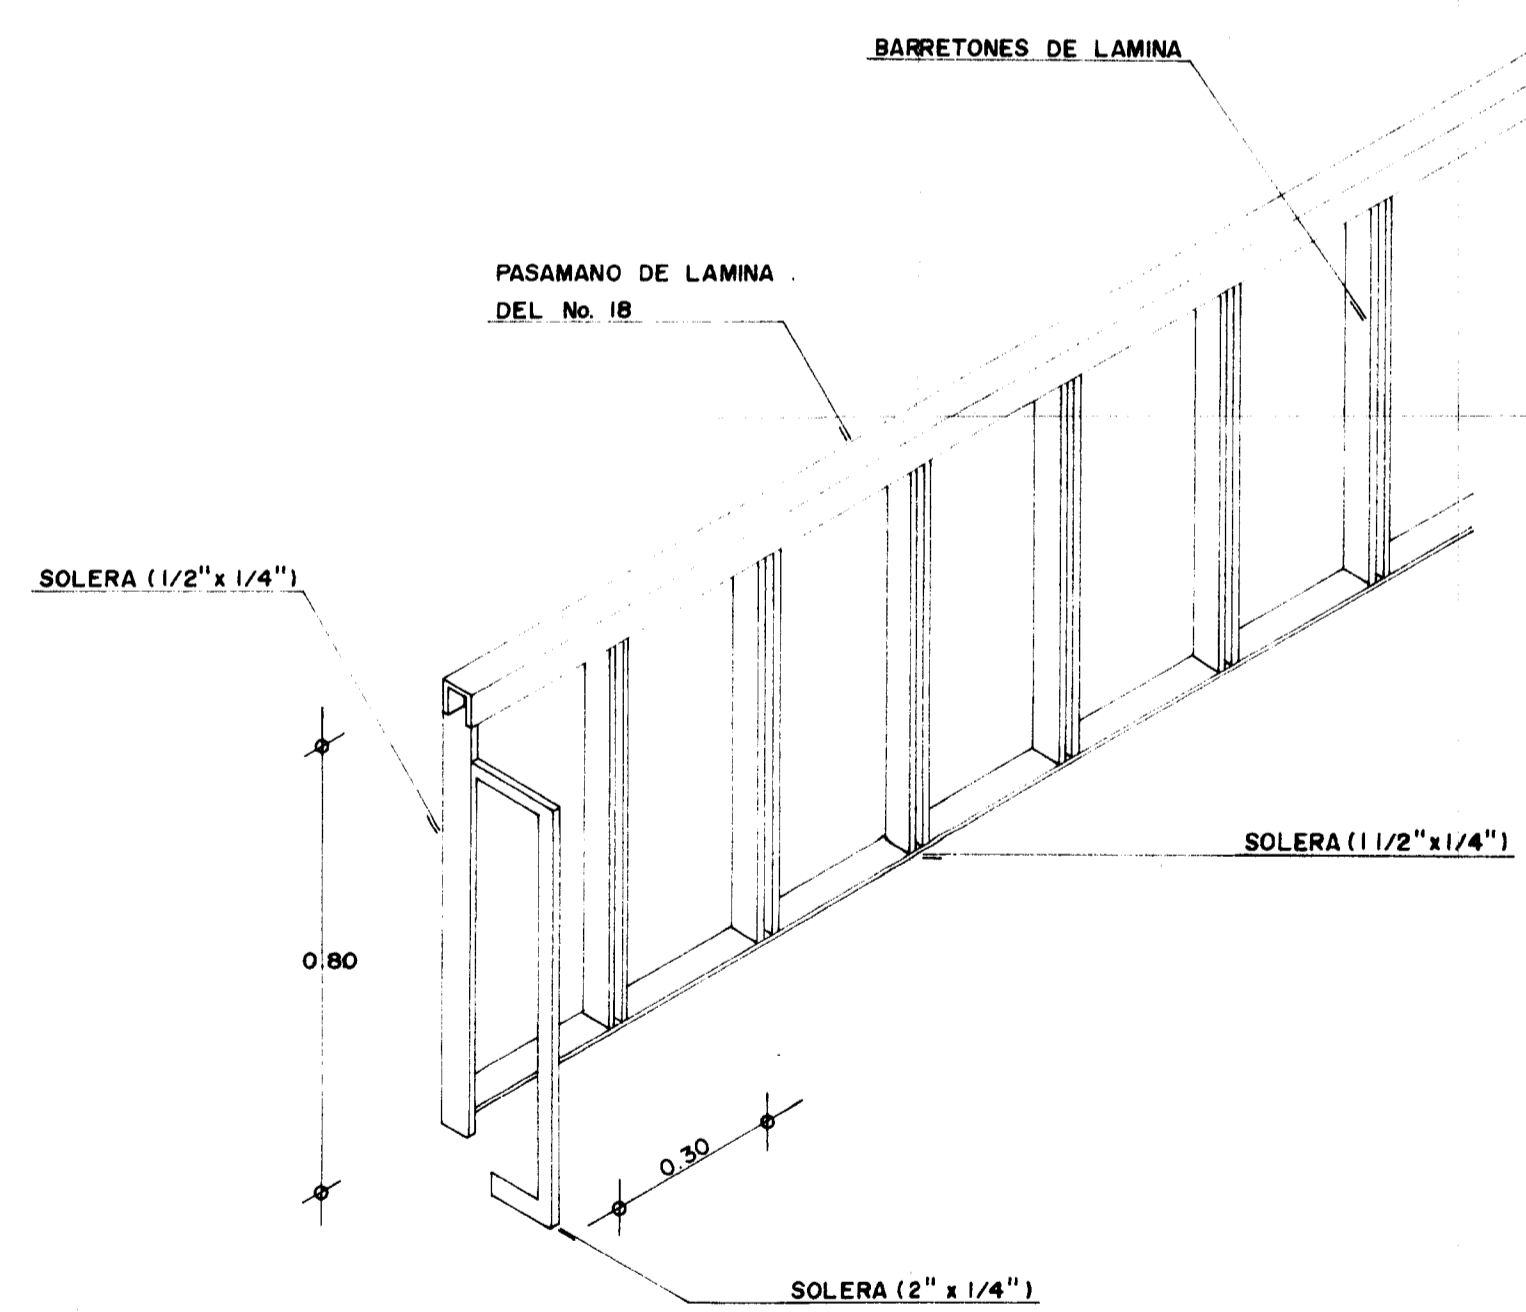 BARRETONES DE LAMINA
PASAMANO DE LAMINA
DEL No. 18
SOLERA (1/2" x 1/4")
SOLERA (1 1/2" x 1/4")
0.80
0.30
SOLERA (2" x 1/4")